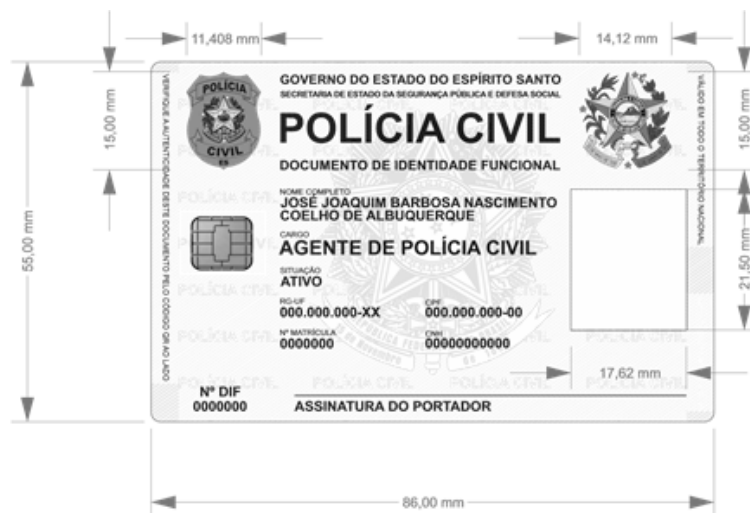 11,408 mm
14,12 mm
15,00 mm
15,00 mm
55,00 mm
21,50 mm
17,62 mm
86,00 mm
POLÍCIA
CIVIL
ES
GOVERNO DO ESTADO DO ESPÍRITO SANTO
SECRETARIA DE ESTADO DA SEGURANÇA PÚBLICA E DEFESA SOCIAL
POLÍCIA CIVIL
DOCUMENTO DE IDENTIDADE FUNCIONAL
NOME COMPLETO
JOSÉ JOAQUIM BARBOSA NASCIMENTO
COELHO DE ALBUQUERQUE
CARGO
AGENTE DE POLÍCIA CIVIL
SITUAÇÃO
ATIVO
RG-UF
000.000.000-XX
CPF
000.000.000-00
Nº MATRÍCULA
0000000
CNH
00000000000
Nº DIF
0000000
ASSINATURA DO PORTADOR
VERIFIQUE A AUTENTICIDADE DESTE DOCUMENTO PELO CÓDIGO QR AO LADO
VÁLIDO EM TODO O TERRITÓRIO NACIONAL